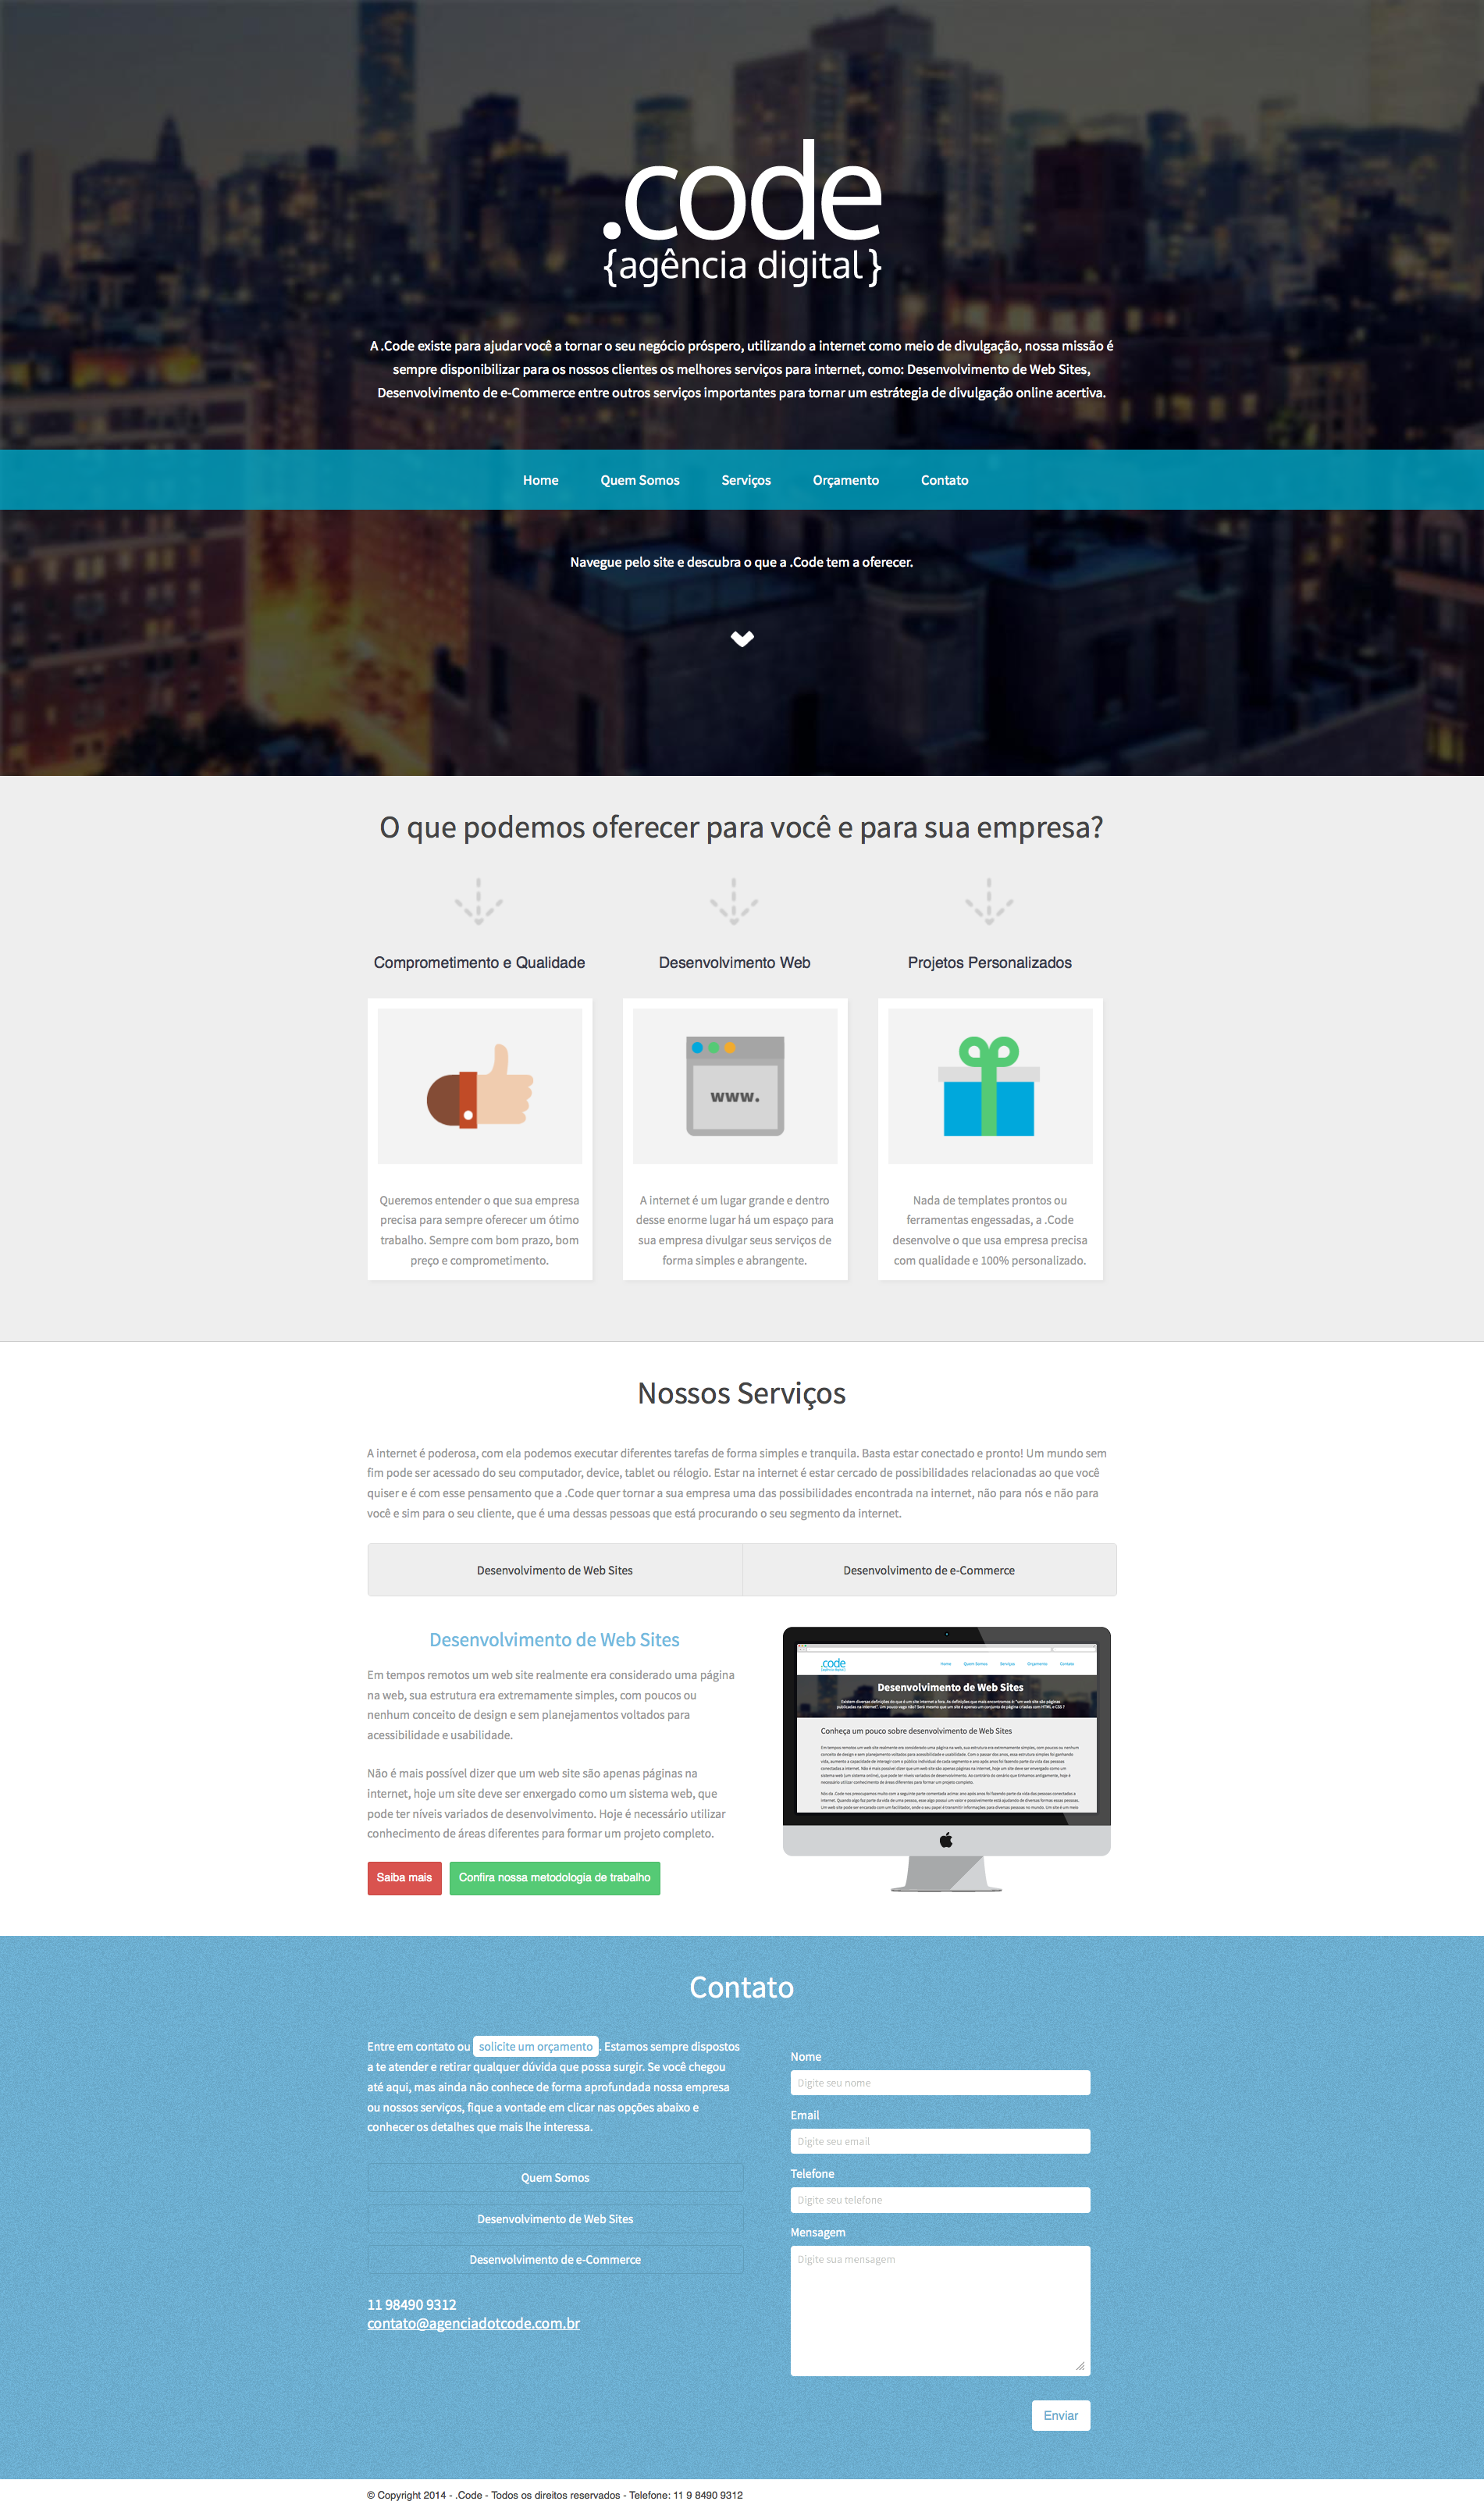 .code
{agência digital}
A .Code existe para ajudar você a tornar o seu negócio próspero, utilizando a internet como meio de divulgação, nossa missão é
sempre disponibilizar para os nossos clientes os melhores serviços para internet, como: Desenvolvimento de Web Sites,
Desenvolvimento de e-Commerce entre outros serviços importantes para tornar um estrátegia de divulgação online acertiva.
Home Quem Somos Serviços Orçamento Contato
Navegue pelo site e descubra o que a .Code tem a oferecer.
O que podemos oferecer para você e para sua empresa?
Comprometimento e Qualidade
Queremos entender o que sua empresa
precisa para sempre oferecer um ótimo
trabalho. Sempre com bom prazo, bom
preço e comprometimento.
Desenvolvimento Web
www.
A internet é um lugar grande e dentro
desse enorme lugar há um espaço para
sua empresa divulgar seus serviços de
forma simples e abrangente.
Projetos Personalizados
Nada de templates prontos ou
ferramentas engessadas, a .Code
desenvolve o que usa empresa precisa
com qualidade e 100% personalizado.
Nossos Serviços
A internet é poderosa, com ela podemos executar diferentes tarefas de forma simples e tranquila. Basta estar conectado e pronto! Um mundo sem
fim pode ser acessado do seu computador, device, tablet ou rélogio. Estar na internet é estar cercado de possibilidades relacionadas ao que você
quiser e é com esse pensamento que a .Code quer tornar a sua empresa uma das possibilidades encontrada na internet, não para nós e não para
você e sim para o seu cliente, que é uma dessas pessoas que está procurando o seu segmento da internet.
Desenvolvimento de Web Sites
Desenvolvimento de e-Commerce
Desenvolvimento de Web Sites
Em tempos remotos um web site realmente era considerado uma página
na web, sua estrutura era extremamente simples, com poucos ou
nenhum conceito de design e sem planejamentos voltados para
acessibilidade e usabilidade.
Não é mais possível dizer que um web site são apenas páginas na
internet, hoje um site deve ser enxergado como um sistema web, que
pode ter níveis variados de desenvolvimento. Hoje é necessário utilizar
conhecimento de áreas diferentes para formar um projeto completo.
Saiba mais
Confira nossa metodologia de trabalho
.code
Home Quem Somos Serviços Orçamento Contato
Desenvolvimento de Web Sites
Conheça um pouco sobre desenvolvimento de Web Sites
Contato
Entre em contato ou solicite um orçamento . Estamos sempre dispostos
a te atender e retirar qualquer dúvida que possa surgir. Se você chegou
até aqui, mas ainda não conhece de forma aprofundada nossa empresa
ou nossos serviços, fique a vontade em clicar nas opções abaixo e
conhecer os detalhes que mais lhe interessa.
Quem Somos
Desenvolvimento de Web Sites
Desenvolvimento de e-Commerce
11 98490 9312
contato@agenciadotcode.com.br
Nome
Digite seu nome
Email
Digite seu email
Telefone
Digite seu telefone
Mensagem
Digite sua mensagem
Enviar
© Copyright 2014 - .Code - Todos os direitos reservados - Telefone: 11 9 8490 9312